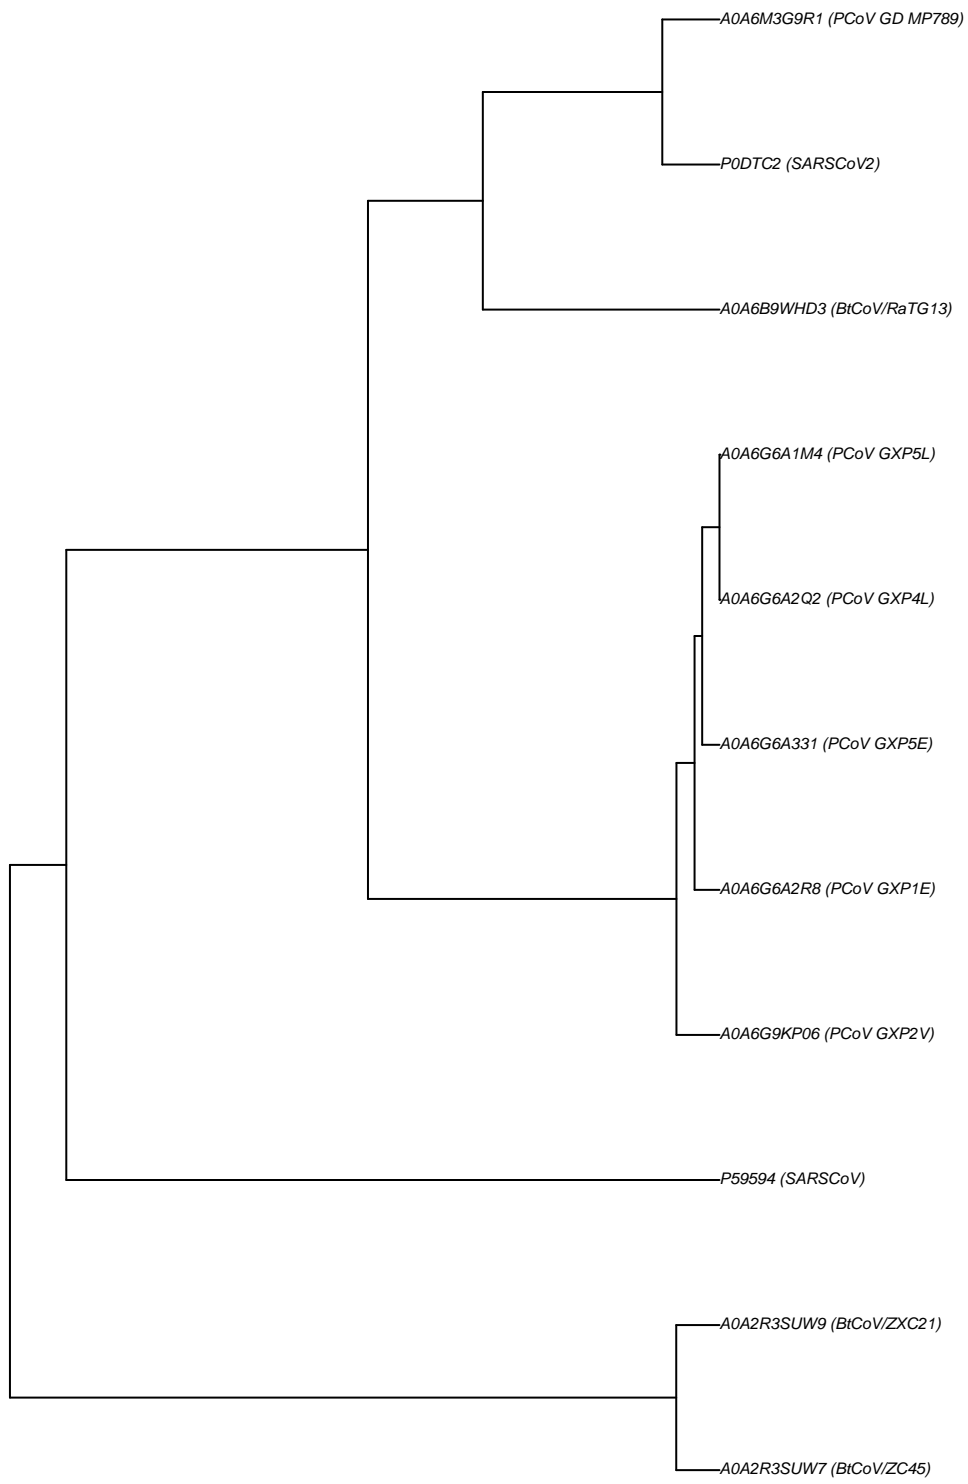 A0A6M3G9R1 (PCoV GD MP789)
P0DTC2 (SARSCoV2)
A0A6B9WHD3 (BtCoV/RaTG13)
A0A6G6A1M4 (PCoV GXP5L)
A0A6G6A2Q2 (PCoV GXP4L)
A0A6G6A331 (PCoV GXP5E)
A0A6G6A2R8 (PCoV GXP1E)
A0A6G9KP06 (PCoV GXP2V)
P59594 (SARSCoV)
A0A2R3SUW9 (BtCoV/ZXC21)
A0A2R3SUW7 (BtCoV/ZC45)